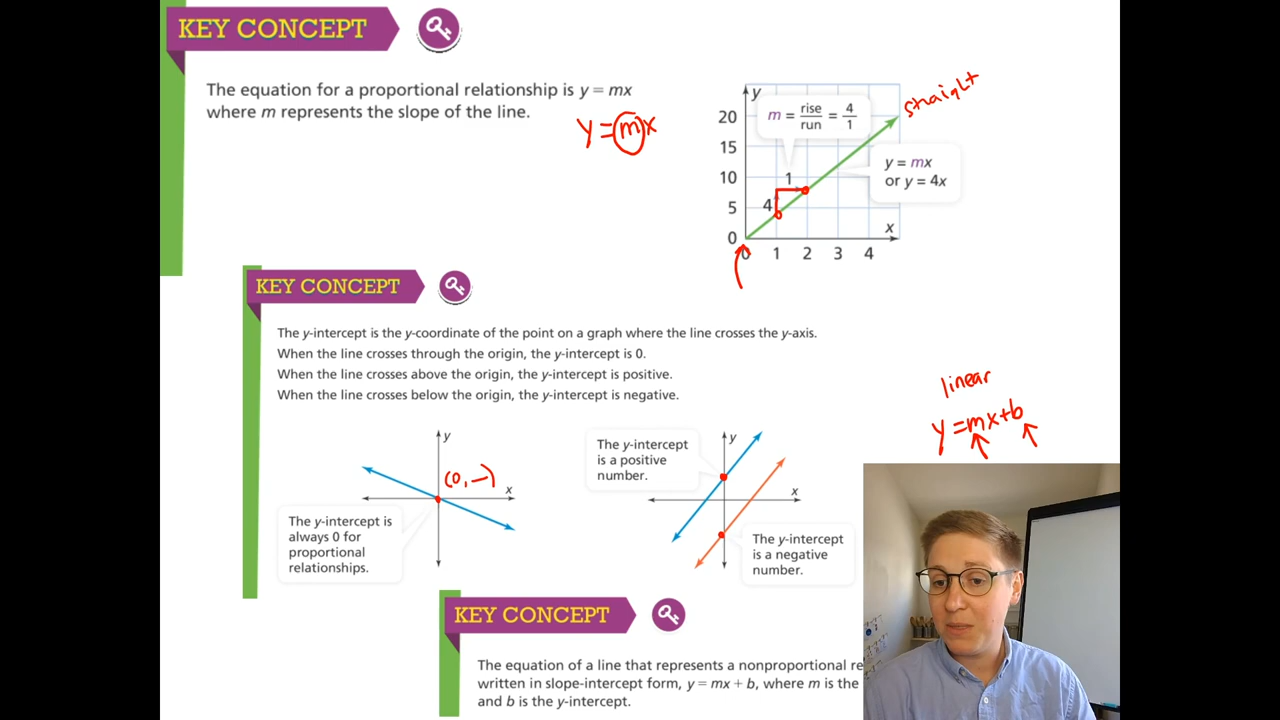 KEY CONCEPT
The equation for a proportional relationship is y = mx
where m represents the slope of the line.
y = mx
y
20
15
10
5
0
m = rise/run = 4/1
1
4
straight
y = mx
or y = 4x
x
0 1 2 3 4
KEY CONCEPT
The y-intercept is the y-coordinate of the point on a graph where the line crosses the y-axis.
When the line crosses through the origin, the y-intercept is 0.
When the line crosses above the origin, the y-intercept is positive.
When the line crosses below the origin, the y-intercept is negative.
linear
y = mx+b
y
(0, -)
x
The y-intercept is
always 0 for
proportional
relationships.
The y-intercept
is a positive
number.
y
x
The y-intercept
is a negative
number.
KEY CONCEPT
The equation of a line that represents a nonproportional re
written in slope-intercept form, y = mx + b, where m is the
and b is the y-intercept.